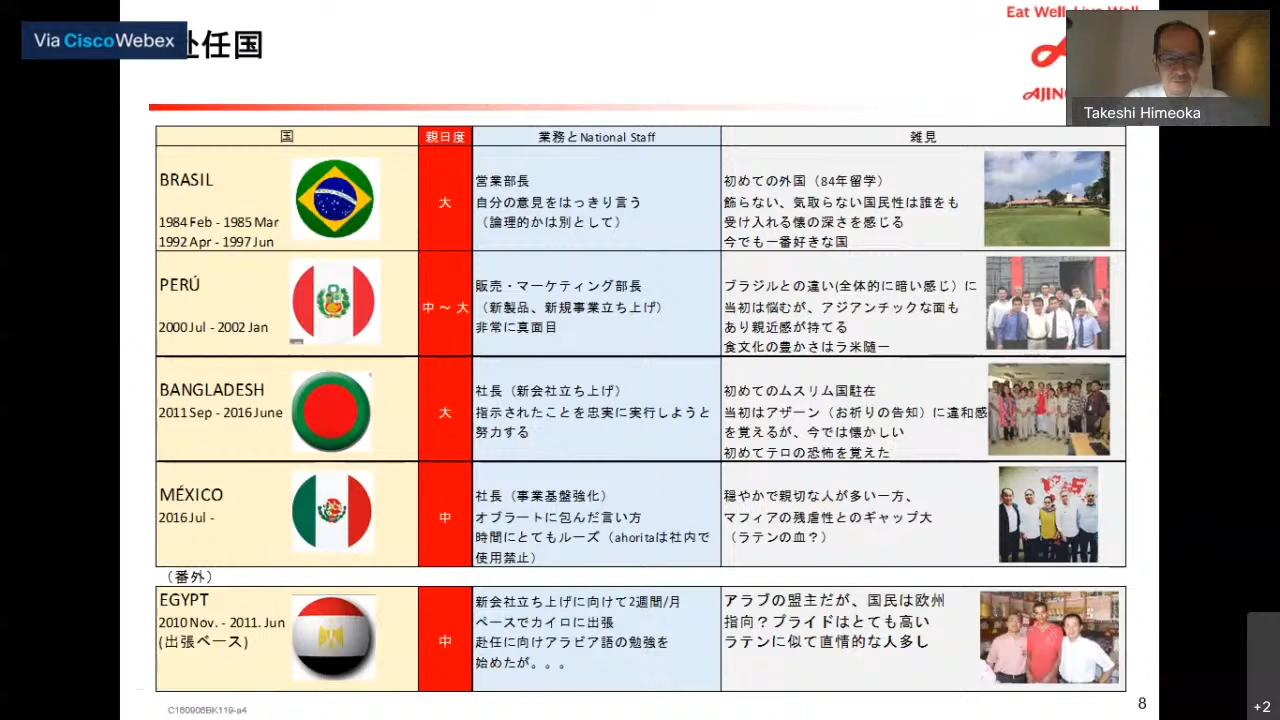 Via Cisco Webex
任国
Eat Well, Live Well
Takeshi Himeoka
国
親日度
業務とNational Staff
雑見
BRASIL
1984 Feb - 1985 Mar
1992 Apr - 1997 Jun
大
営業部長
自分の意見をはっきり言う
（論理的かは別として）
初めての外国（84年留学）
飾らない、気取らない国民性は誰をも
受け入れる懐の深さを感じる
今でも一番好きな国
PERÚ
2000 Jul - 2002 Jan
中 ～ 大
販売・マーケティング部長
（新製品、新規事業立ち上げ）
非常に真面目
ブラジルとの違い(全体的に暗い感じ）に
当初は悩むが、アジアンチックな面も
あり親近感が持てる
食文化の豊かさはラ米随一
BANGLADESH
2011 Sep - 2016 June
大
社長（新会社立ち上げ）
指示されたことを忠実に実行しようと
努力する
初めてのムスリム国駐在
当初はアザーン（お祈りの告知）に違和感
を覚えるが、今では懐かしい
初めてテロの恐怖を覚えた
MÉXICO
2016 Jul -
中
社長（事業基盤強化）
オブラートに包んだ言い方
時間にとてもルーズ（ahoritaは社内で
使用禁止）
穏やかで親切な人が多い一方、
マフィアの残虐性とのギャップ大
（ラテンの血？）
（番外）
EGYPT
2010 Nov. - 2011. Jun
(出張ベース)
中
新会社立ち上げに向けて2週間/月
ペースでカイロに出張
赴任に向けアラビア語の勉強を
始めたが。。。
アラブの盟主だが、国民は欧州
指向？プライドはとても高い
ラテンに似て直情的な人多し
C160906BK119-a4
8
+2